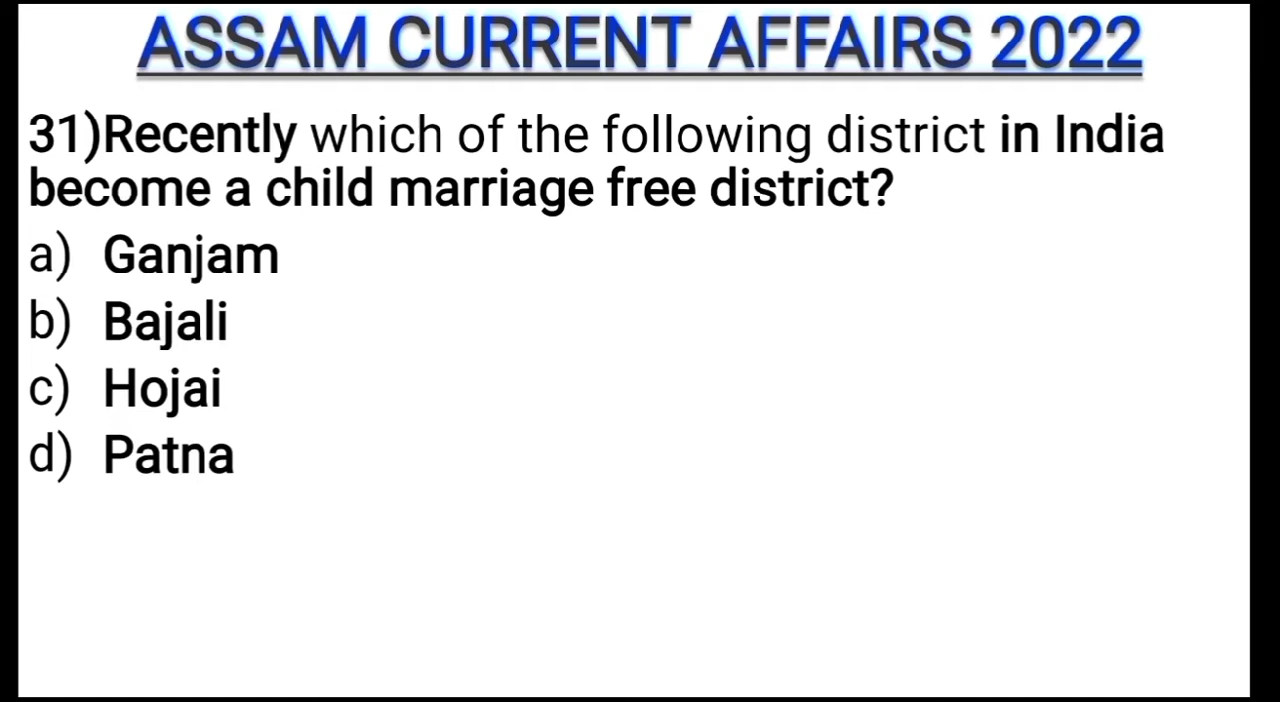 ASSAM CURRENT AFFAIRS 2022
31)Recently which of the following district in India
become a child marriage free district?
a) Ganjam
b) Bajali
c) Hojai
d) Patna